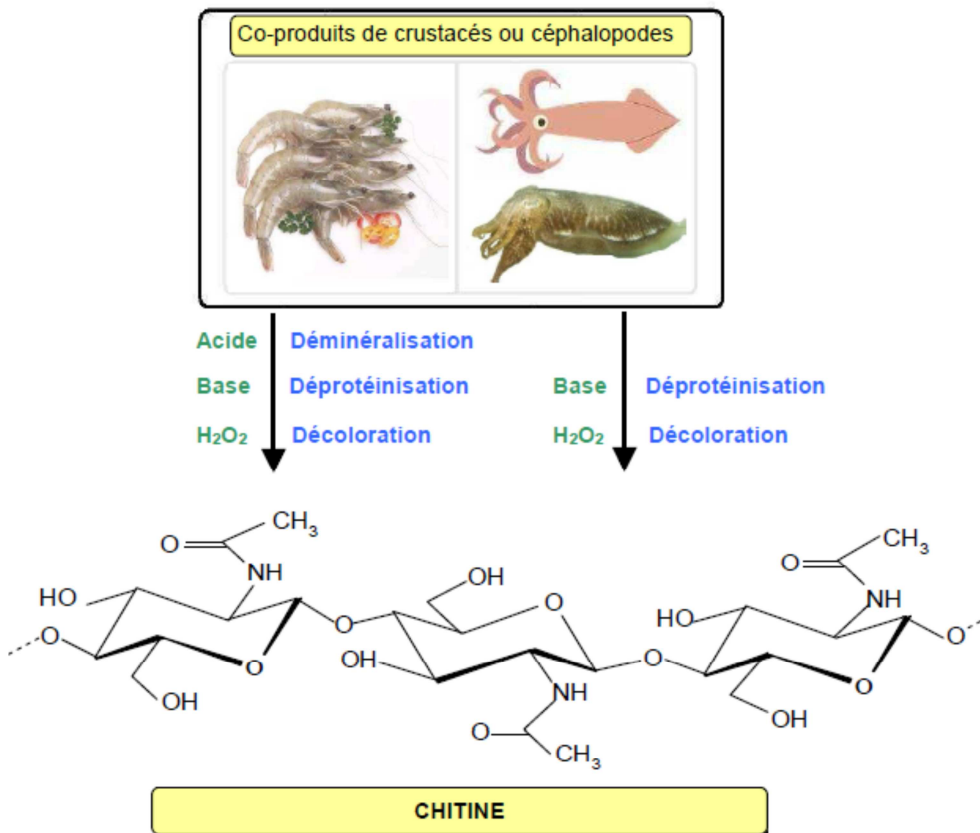 Co-produits de crustacés ou céphalopodes
Acide Déminéralisation
Base Déprotéinisation
H₂O₂ Décoloration
Base Déprotéinisation
H₂O₂ Décoloration
O CH₃
NH
HO
O
O
O
OH
OH
O
HO
NH
O
CH₃
O
O CH₃
NH
HO
O
O
OH
CHITINE